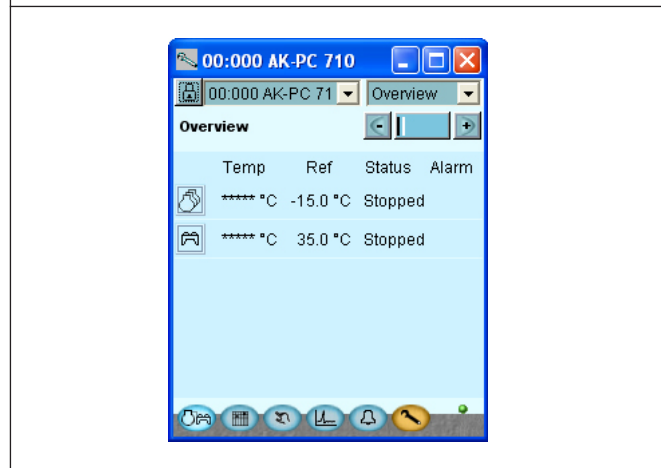 00:000 AK-PC 710
00:000 AK-PC 71 Overview
Overview - +
Temp Ref Status Alarm
***** °C -15.0 °C Stopped
***** °C 35.0 °C Stopped